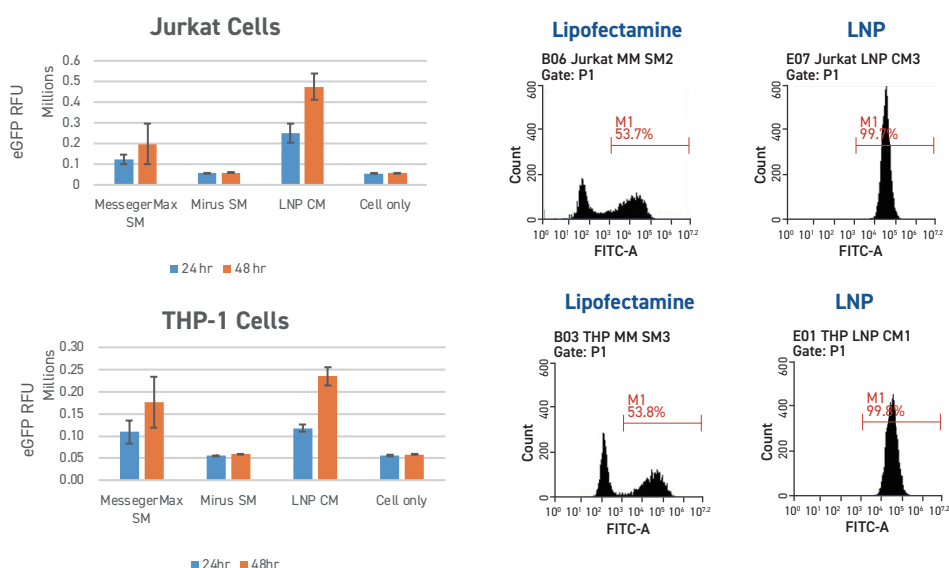 Jurkat Cells
eGFP RFU
Millions
0.6
0.5
0.4
0.3
0.2
0.1
0
MessegerMax SM
Mirus SM
LNP CM
Cell only
24hr 48hr
Lipofectamine
B06 Jurkat MM SM2
Gate: P1
M1
53.7%
Count
600
400
200
0
10⁰ 10¹ 10² 10³ 10⁴ 10⁵ 10⁶ 10⁷·²
FITC-A
LNP
E07 Jurkat LNP CM3
Gate: P1
M1
99.7%
Count
600
400
200
0
10⁰ 10¹ 10² 10³ 10⁴ 10⁵ 10⁶ 10⁷·²
FITC-A
THP-1 Cells
eGFP RFU
Millions
0.30
0.25
0.20
0.15
0.10
0.05
0.00
MessegerMax SM
Mirus SM
LNP CM
Cell only
24hr 48hr
Lipofectamine
B03 THP MM SM3
Gate: P1
M1
53.8%
Count
600
400
200
0
10⁰ 10¹ 10² 10³ 10⁴ 10⁵ 10⁶ 10⁷·²
FITC-A
LNP
E01 THP LNP CM1
Gate: P1
M1
99.8%
Count
600
400
200
0
10⁰ 10¹ 10² 10³ 10⁴ 10⁵ 10⁶ 10⁷·²
FITC-A